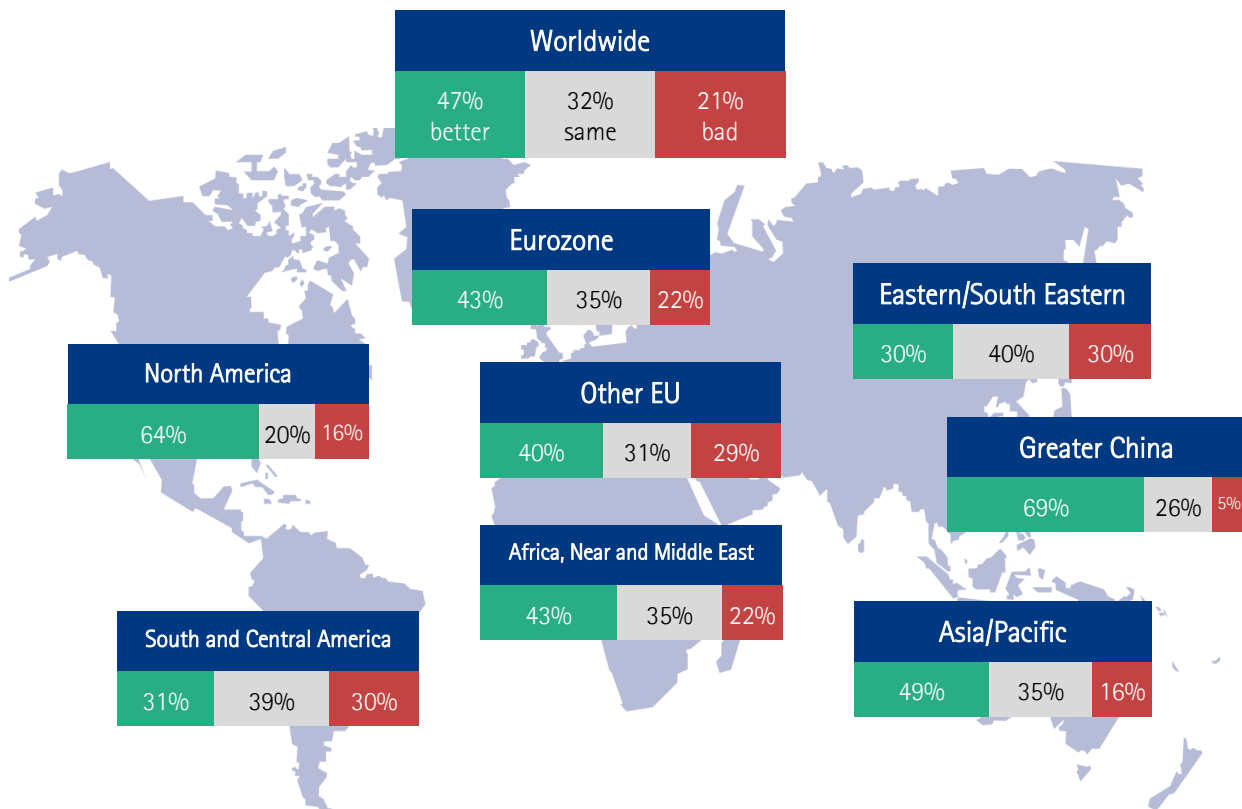 Worldwide
47% 32% 21%
better same bad
Eurozone
43% 35% 22%
Eastern/South Eastern
30% 40% 30%
North America
64% 20% 16%
Other EU
40% 31% 29%
Greater China
69% 26% 5%
Africa, Near and Middle East
43% 35% 22%
South and Central America
31% 39% 30%
Asia/Pacific
49% 35% 16%